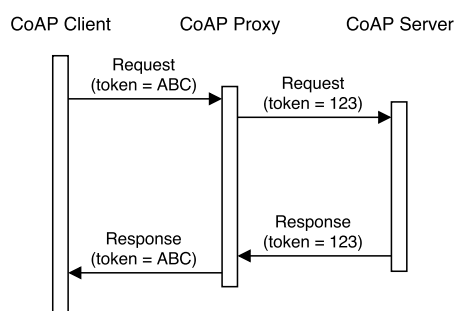 CoAP Client
CoAP Proxy
CoAP Server
Request
(token = ABC)
Request
(token = 123)
Response
(token = 123)
Response
(token = ABC)